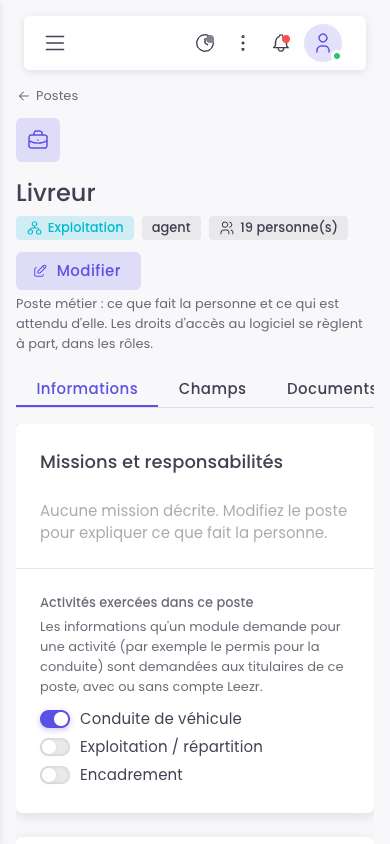 Postes
Livreur
Exploitation
agent
19 personne(s)
Modifier
Poste métier : ce que fait la personne et ce qui est
attendu d'elle. Les droits d'accès au logiciel se règlent
à part, dans les rôles.
Informations
Champs
Documents
Missions et responsabilités
Aucune mission décrite. Modifiez le poste
pour expliquer ce que fait la personne.
Activités exercées dans ce poste
Les informations qu'un module demande pour
une activité (par exemple le permis pour la
conduite) sont demandées aux titulaires de ce
poste, avec ou sans compte Leezr.
Conduite de véhicule
Exploitation / répartition
Encadrement